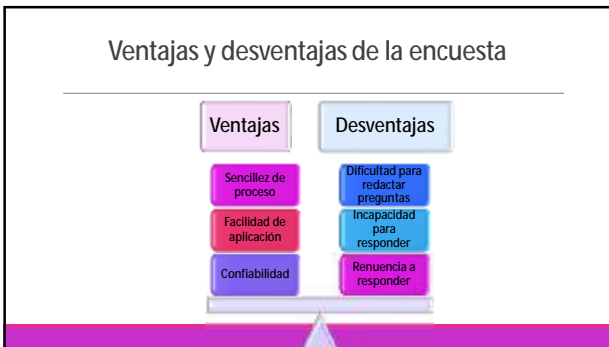 Ventajas y desventajas de la encuesta
Ventajas
Desventajas
Sencillez de
proceso
Facilidad de
aplicación
Confiabilidad
Dificultad para
redactar
preguntas
Incapacidad
para
responder
Renuencia a
responder